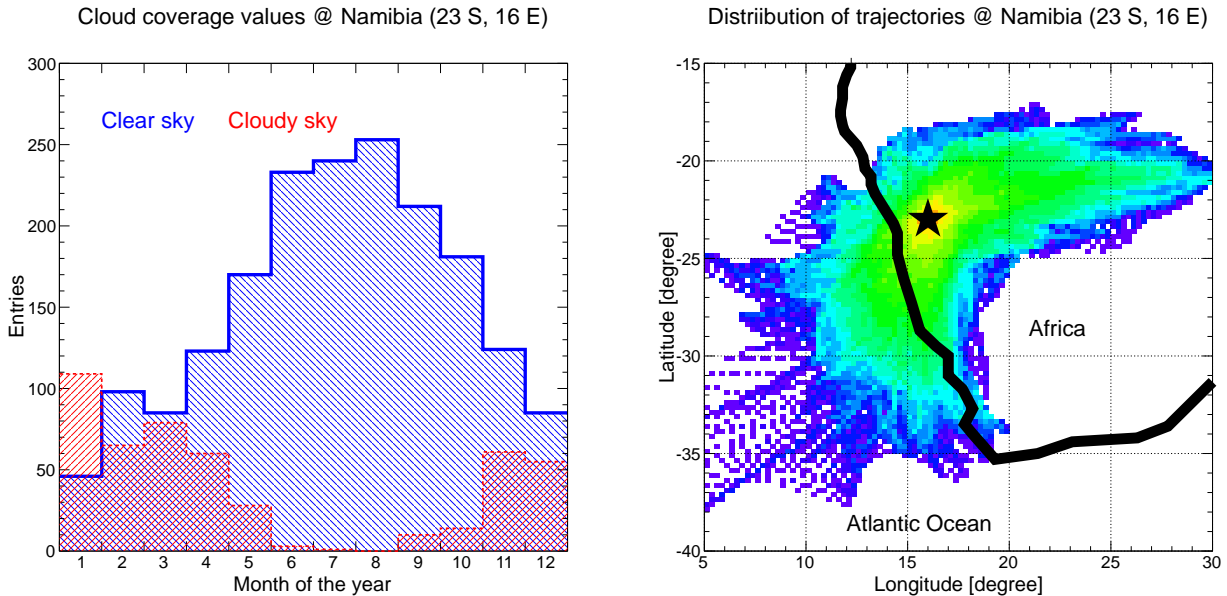 Cloud coverage values @ Namibia (23 S, 16 E)
Entries
300
250
200
150
100
50
0
Clear sky
Cloudy sky
1 2 3 4 5 6 7 8 9 10 11 12
Month of the year
Distriibution of trajectories @ Namibia (23 S, 16 E)
Latitude [degree]
-15
-20
-25
-30
-35
-40
Africa
Atlantic Ocean
5 10 15 20 25 30
Longitude [degree]